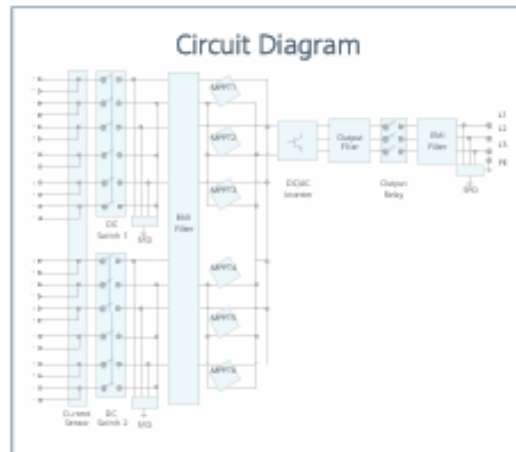 Circuit Diagram
MPPT1
MPPT2
MPPT3
MPPT4
MPPT5
MPPT6
EMI
Filter
DC
Switch 1
SPD
Current
Sensor
DC
Switch 2
SPD
DC/AC
Inverter
Output
Filter
Output
Relay
EMI
Filter
SPD
L1
L2
L3
PE